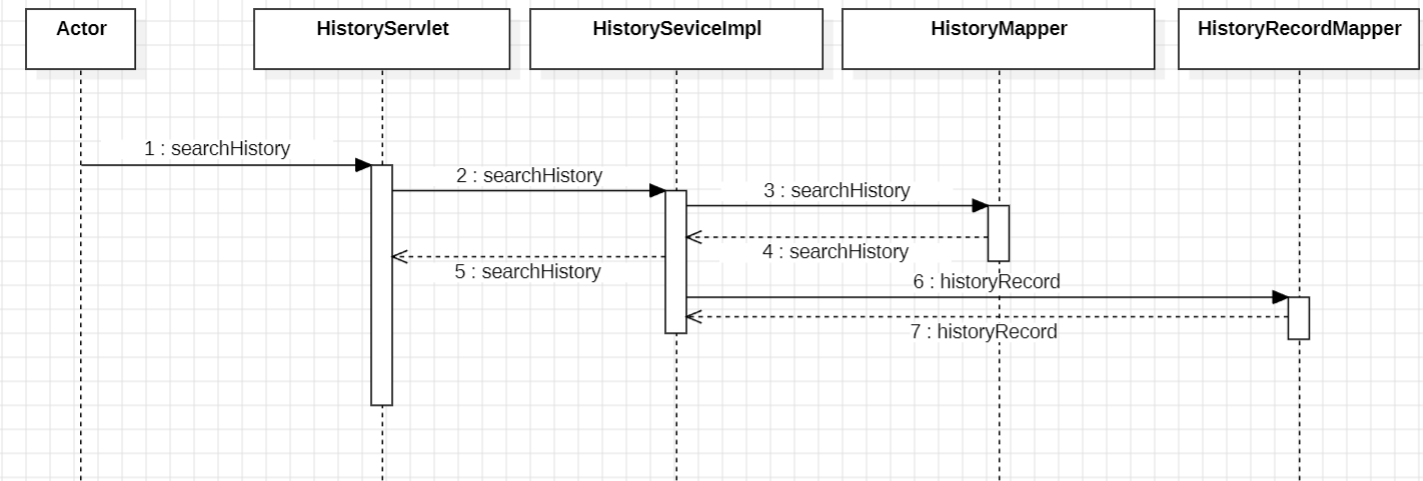 Actor
HistoryServlet
HistorySeviceImpl
HistoryMapper
HistoryRecordMapper
1 : searchHistory
2 : searchHistory
3 : searchHistory
4 : searchHistory
5 : searchHistory
6 : historyRecord
7 : historyRecord